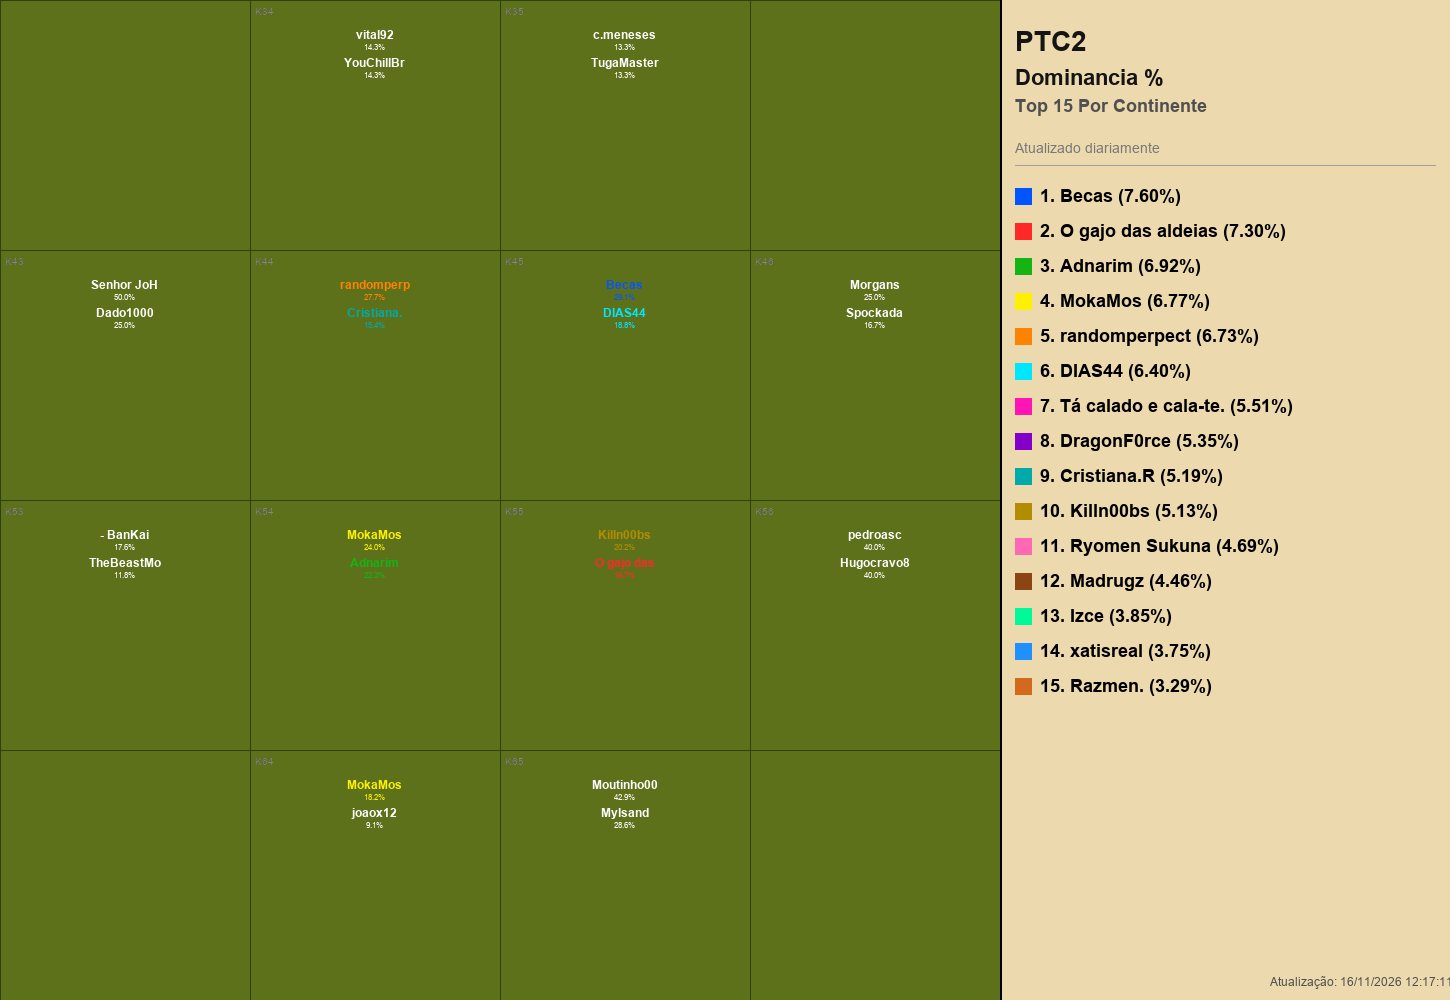 K34
vital92
14.3%
YouChillBr
14.3%
K35
c.meneses
13.3%
TugaMaster
13.3%
K43
Senhor JoH
50.0%
Dado1000
25.0%
K44
randomperp
27.7%
Cristiana.
K45
Becas
DIAS44
18.8%
K46
Morgans
25.0%
Spockada
16.7%
K53
- BanKai
17.6%
TheBeastMo
11.8%
K54
MokaMos
24.0%
Adnarim
K55
KilIn00bs
20.2%
O gajo das
K56
pedroasc
40.0%
Hugocravo8
40.0%
K64
MokaMos
18.2%
joaox12
9.1%
K65
Moutinho00
42.9%
Mylsand
28.6%
PTC2
Dominancia %
Top 15 Por Continente
Atualizado diariamente
1. Becas (7.60%)
2. O gajo das aldeias (7.30%)
3. Adnarim (6.92%)
4. MokaMos (6.77%)
5. randomperpect (6.73%)
6. DIAS44 (6.40%)
7. Tá calado e cala-te. (5.51%)
8. DragonF0rce (5.35%)
9. Cristiana.R (5.19%)
10. KilIn00bs (5.13%)
11. Ryomen Sukuna (4.69%)
12. Madrugz (4.46%)
13. Izce (3.85%)
14. xatisreal (3.75%)
15. Razmen. (3.29%)
Atualização: 16/11/2026 12:17:11